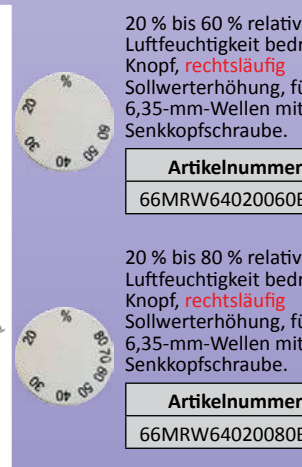 20 % bis 60 % relativ
Luftfeuchtigkeit bedr
Knopf, rechtsläufig
Sollwerterhöhung, fü
6,35-mm-Wellen mit
Senkkopfschraube.
% 20 30 40 50 60
Artikelnummer
66MRW64020060
20 % bis 80 % relativ
Luftfeuchtigkeit bedr
Knopf, rechtsläufig
Sollwerterhöhung, fü
6,35-mm-Wellen mit
Senkkopfschraube.
% 20 30 40 50 60 70 80
Artikelnummer
66MRW64020080